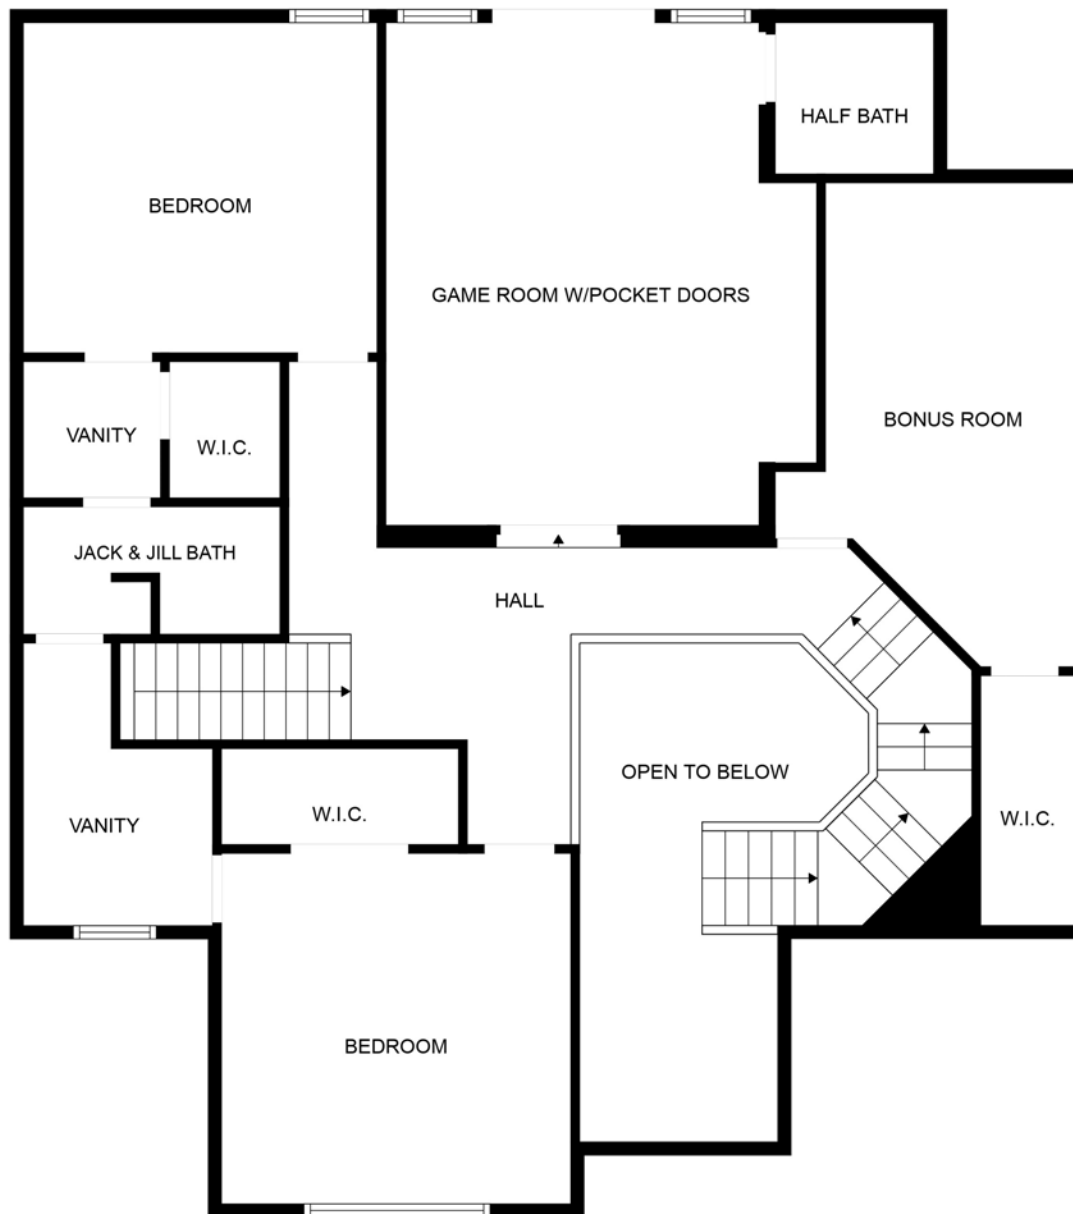 HALF BATH
BEDROOM
GAME ROOM W/POCKET DOORS
BONUS ROOM
VANITY
W.I.C.
JACK & JILL BATH
HALL
OPEN TO BELOW
W.I.C.
W.I.C.
VANITY
BEDROOM